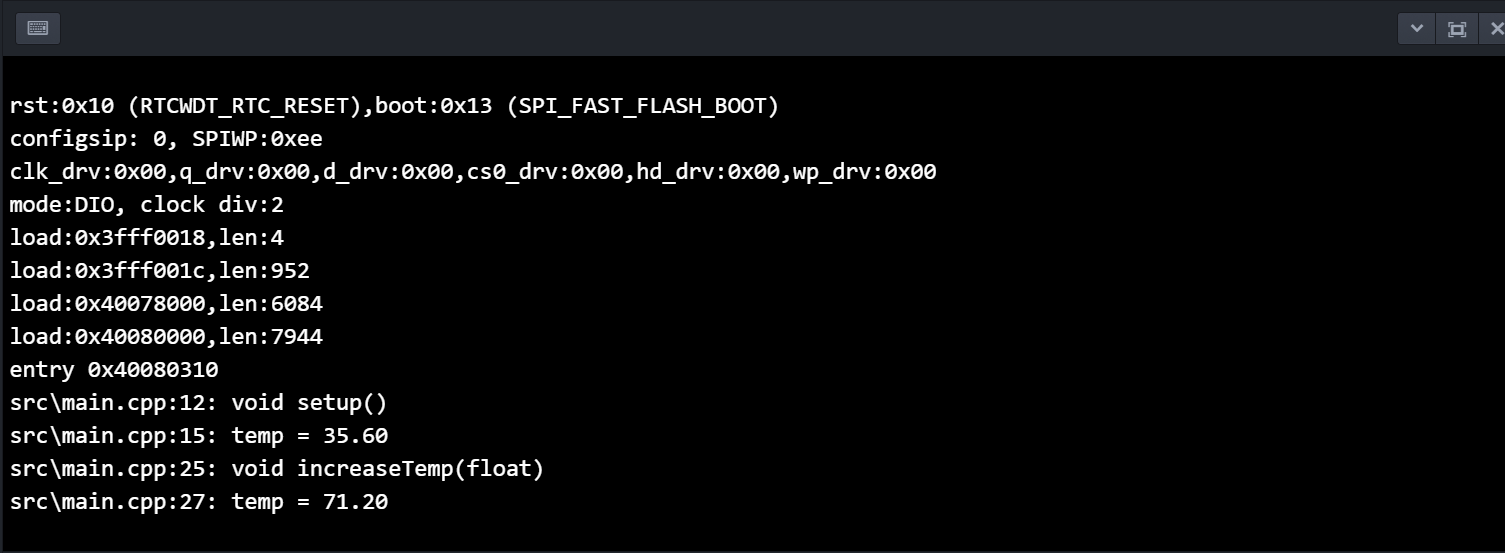 rst:0x10 (RTCWDT_RTC_RESET),boot:0x13 (SPI_FAST_FLASH_BOOT)
configsip: 0, SPIWP:0xee
clk_drv:0x00,q_drv:0x00,d_drv:0x00,cs0_drv:0x00,hd_drv:0x00,wp_drv:0x00
mode:DIO, clock div:2
load:0x3fff0018,len:4
load:0x3fff001c,len:952
load:0x40078000,len:6084
load:0x40080000,len:7944
entry 0x40080310
src\main.cpp:12: void setup()
src\main.cpp:15: temp = 35.60
src\main.cpp:25: void increaseTemp(float)
src\main.cpp:27: temp = 71.20